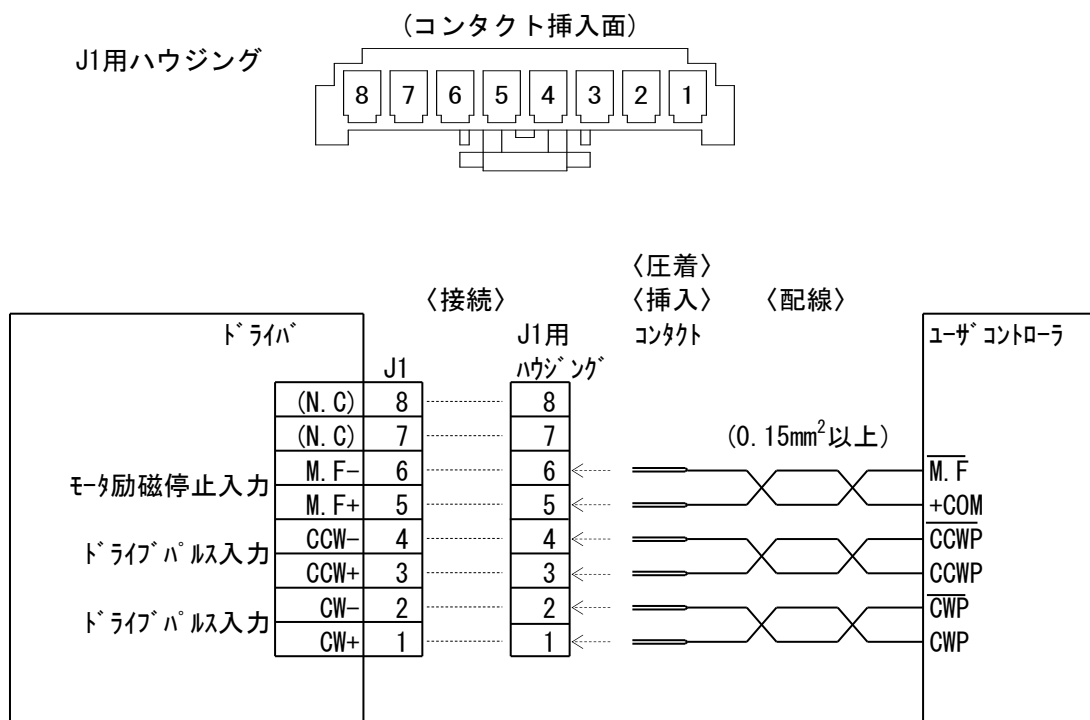 (コンタクト挿入面)
J1用ハウジング
8 7 6 5 4 3 2 1
〈圧着〉
〈接続〉 〈挿入〉 〈配線〉
ドライバ J1用 コンタクト ユーザコントローラ
J1 ハウジング
(N.C) 8 8
(N.C) 7 7 (0.15mm²以上)
モータ励磁停止入力
M.F- 6 6 M.F
M.F+ 5 5 +COM
ドライブパルス入力
CCW- 4 4 CCWP
CCW+ 3 3 CCWP
ドライブパルス入力
CW- 2 2 CWP
CW+ 1 1 CWP